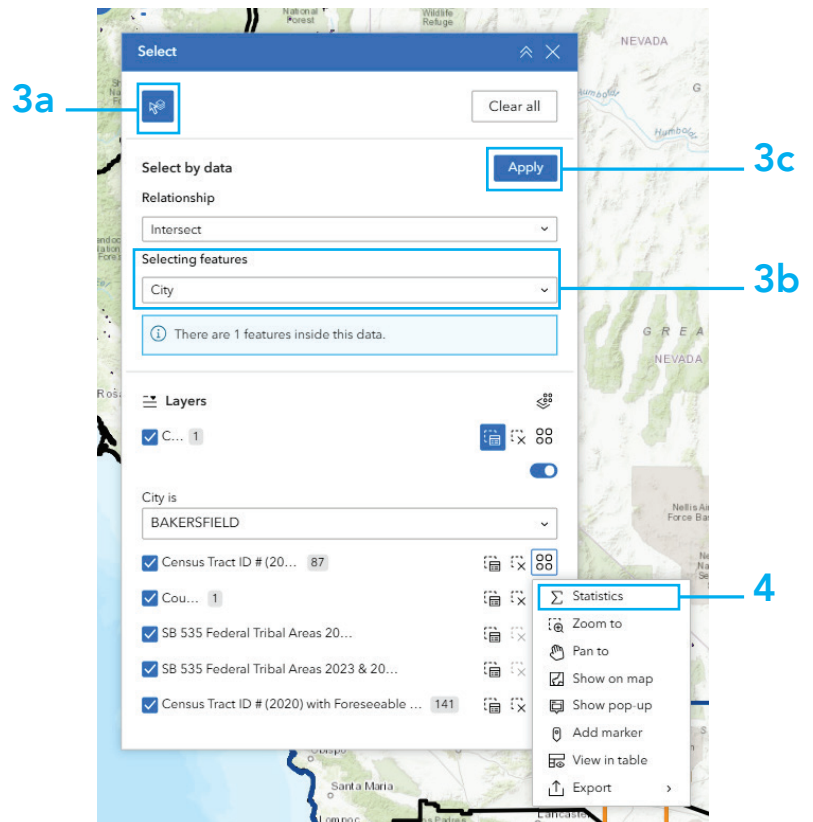 National
Forest
Wildlife
Refuge
NEVADA
Select
3a
Clear all
G
Humboldt
Select by data
Apply
3c
Relationship
Intersect
Selecting features
City
3b
There are 1 features inside this data.
G R E A
NEVADA
Layers
C... 1
City is
BAKERSFIELD
Nellis Ai
Force Ba
Census Tract ID # (20... 87
Cou... 1
Statistics
4
SB 535 Federal Tribal Areas 20...
Zoom to
Pan to
SB 535 Federal Tribal Areas 2023 & 20...
Show on map
Census Tract ID # (2020) with Foreseeable ... 141
Show pop-up
Add marker
View in table
Export
Santa Maria
Lompoc
Lancaster